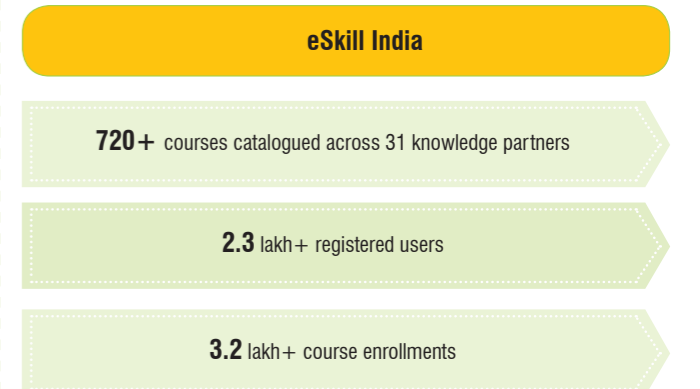 eSkill India
720+ courses catalogued across 31 knowledge partners
2.3 lakh+ registered users
3.2 lakh+ course enrollments